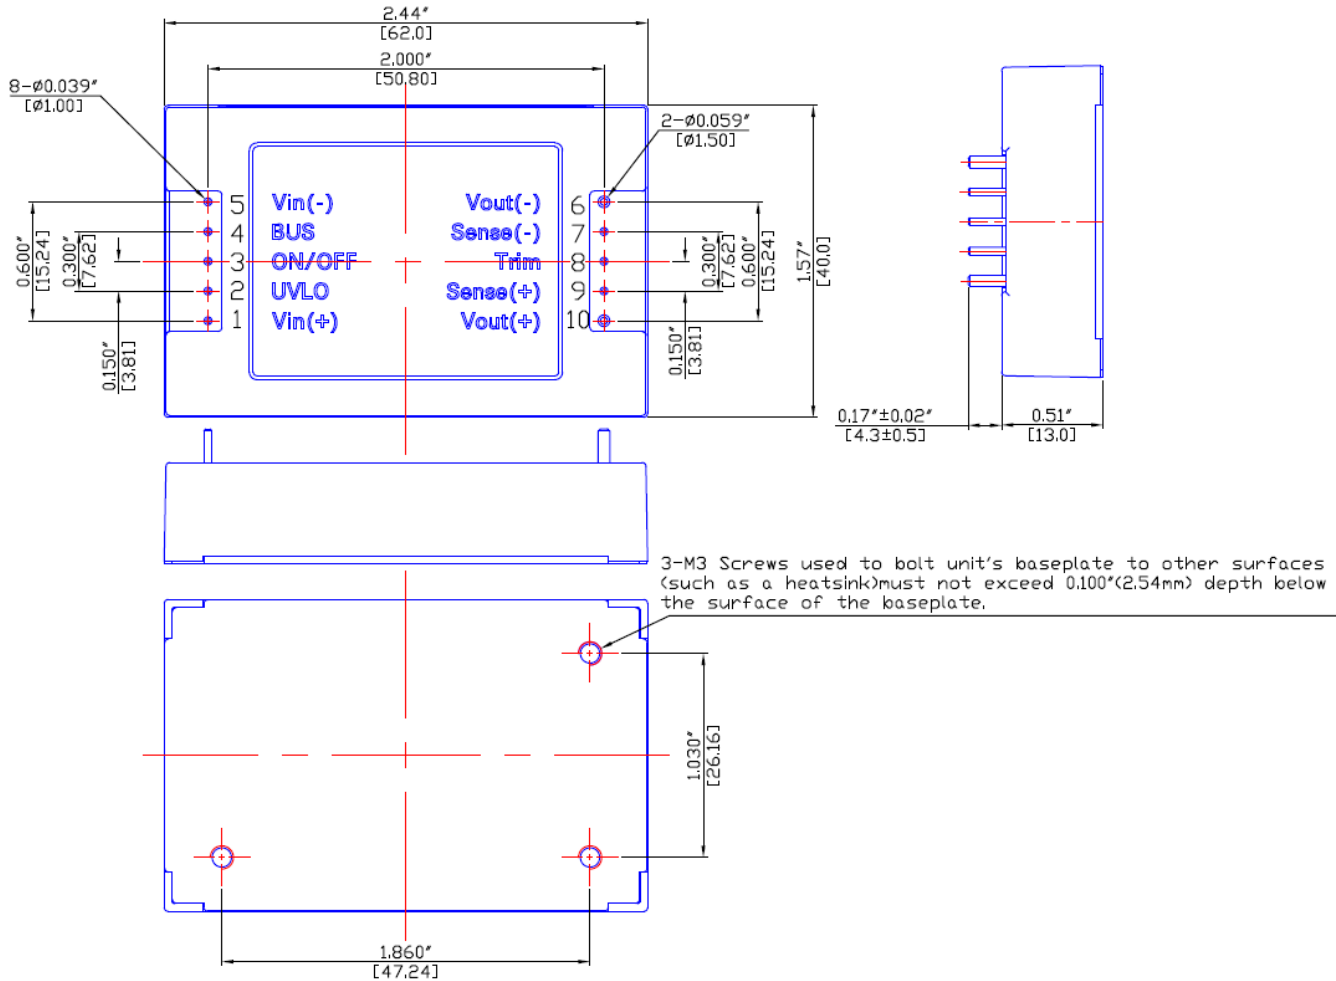 2.44"
[62.0]
2.000"
[50.80]
8-ø0.039"
[ø1.00]
2-ø0.059"
[ø1.50]
5 Vin(-) Vout(-) 6
4 BUS Sense(-) 7
3 ON/OFF Trim 8
2 UVLO Sense(+) 9
1 Vin(+) Vout(+) 10
0.600"
[15.24]
0.300"
[7.62]
0.150"
[3.81]
0.300"
[7.62]
0.600"
[15.24]
0.150"
[3.81]
1.57"
[40.0]
0.17"±0.02"
[4.3±0.5]
0.51"
[13.0]
3-M3 Screws used to bolt unit's baseplate to other surfaces
(such as a heatsink)must not exceed 0.100"(2.54mm) depth below
the surface of the baseplate.
1.030"
[26.16]
1.860"
[47.24]